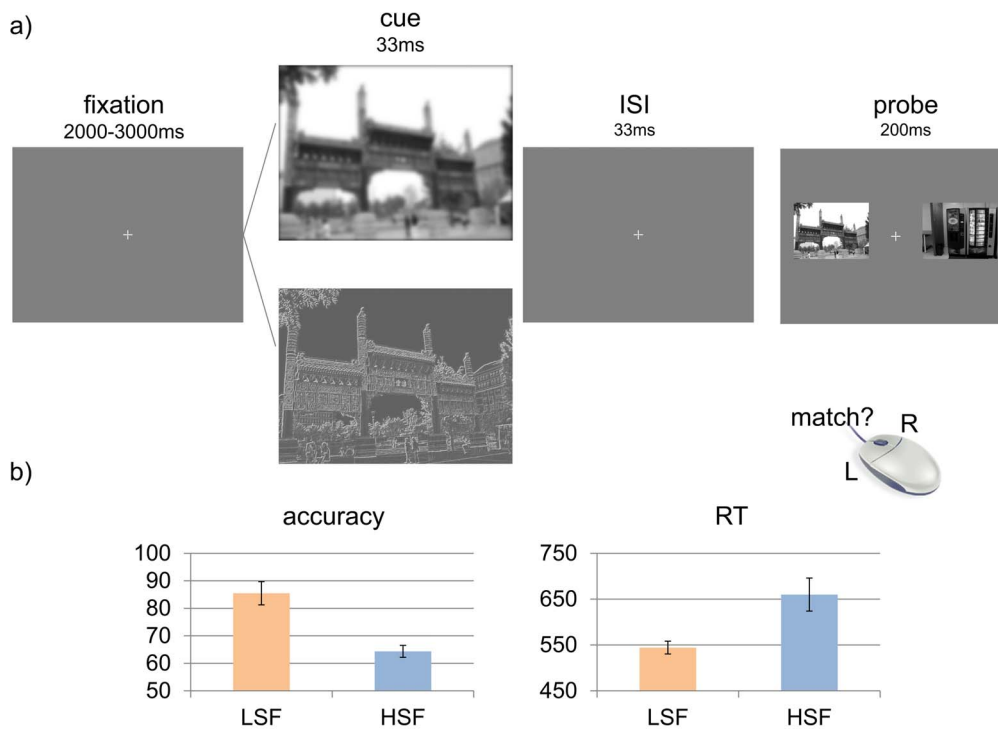 a)
fixation
2000-3000ms
cue
33ms
ISI
33ms
probe
200ms
match?
L
R
b)
accuracy
100
90
80
70
60
50
LSF
HSF
RT
750
650
550
450
LSF
HSF